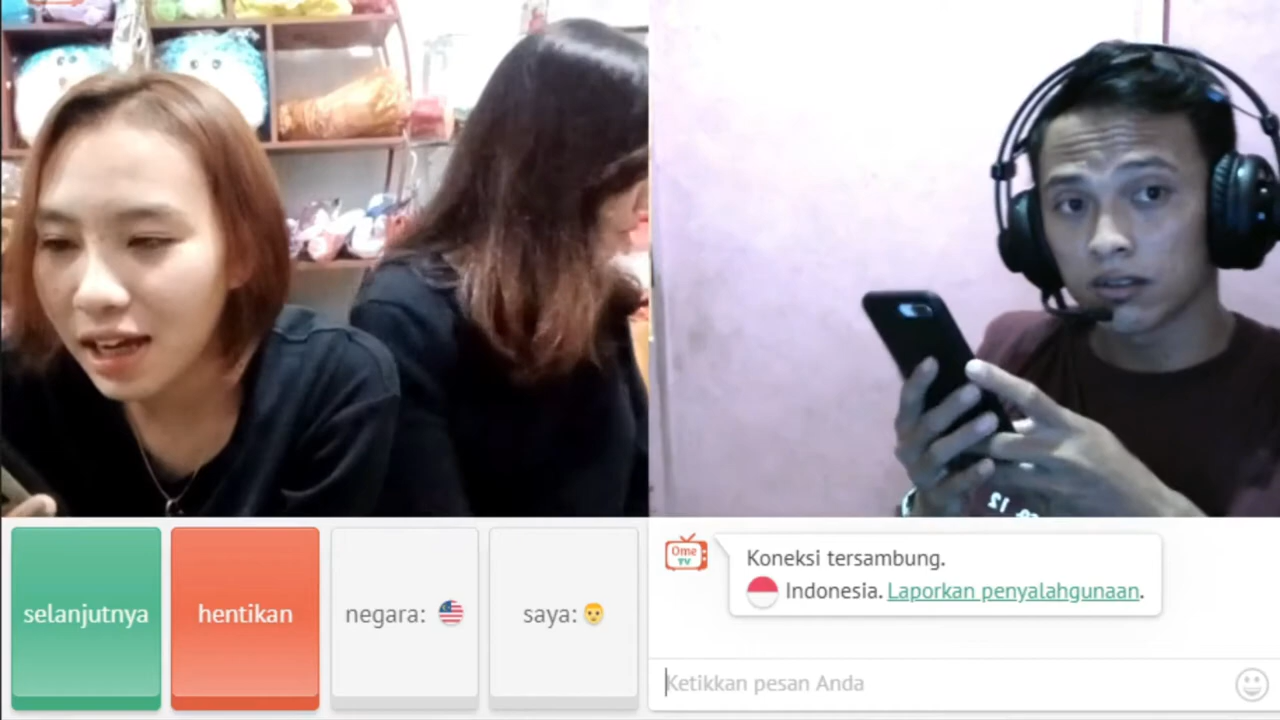 selanjutnya
hentikan
negara:
saya:
Ome
TV
Koneksi tersambung.
Indonesia. Laporkan penyalahgunaan.
Ketikkan pesan Anda